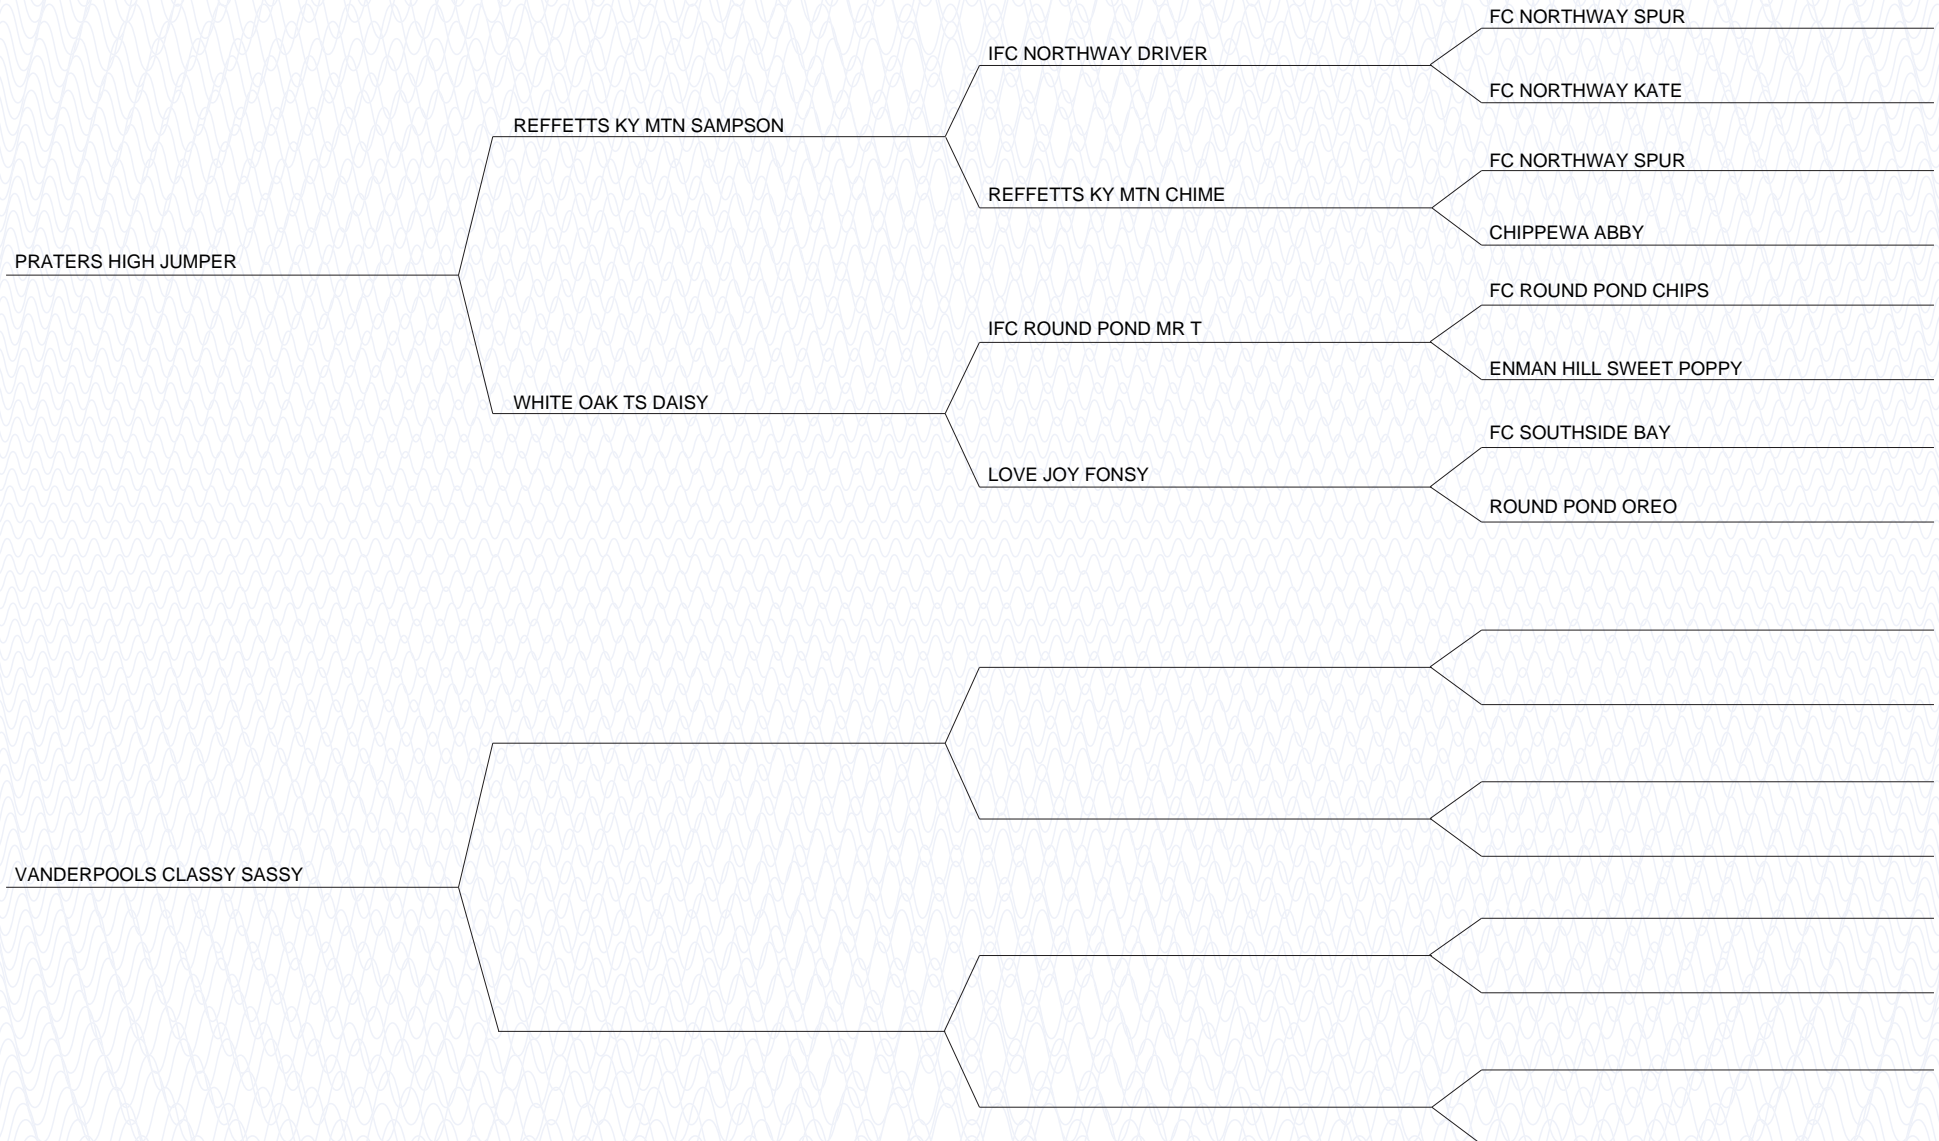 FC NORTHWAY SPUR
IFC NORTHWAY DRIVER
FC NORTHWAY KATE
REFFETTS KY MTN SAMPSON
FC NORTHWAY SPUR
REFFETTS KY MTN CHIME
CHIPPEWA ABBY
PRATERS HIGH JUMPER
FC ROUND POND CHIPS
IFC ROUND POND MR T
ENMAN HILL SWEET POPPY
WHITE OAK TS DAISY
FC SOUTHSIDE BAY
LOVE JOY FONSY
ROUND POND OREO
VANDERPOOLS CLASSY SASSY